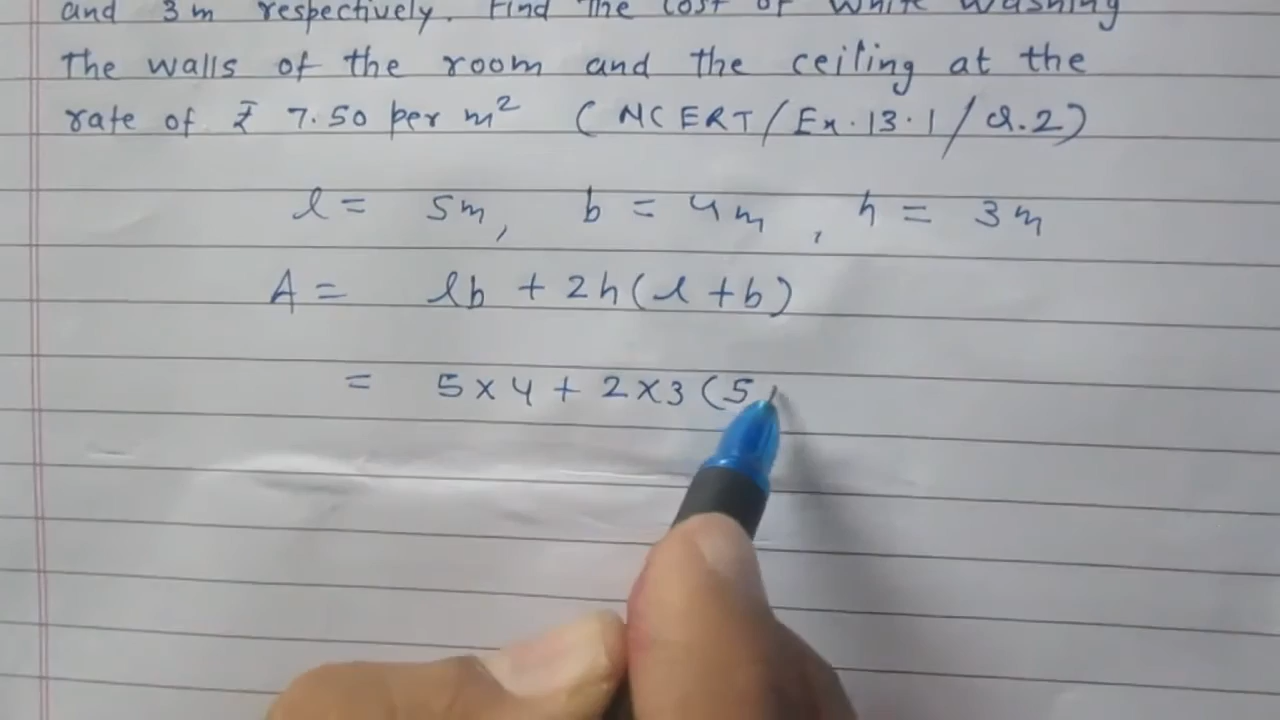 and 3m respectively. Find the cost of white washing
the walls of the room and the ceiling at the
rate of ₹ 7.50 per m² (NCERT/Ex.13.1/Q.2)
l = 5m, b = 4m, h = 3m
A = lb + 2h(l+b)
= 5×4 + 2×3(5